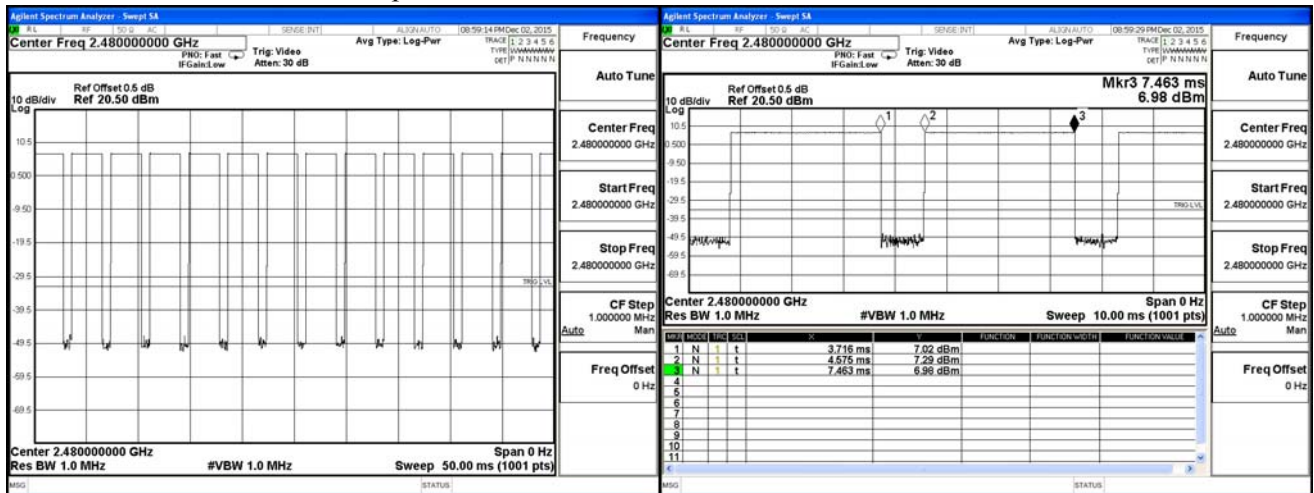 Agilent Spectrum Analyzer - Swept SA
RL RF 50 Ω AC SENSE:INT ALIGN AUTO 08:59:14 PM Dec 02, 2015
Center Freq 2.480000000 GHz
PNO: Fast
IFGain:Low
Trig: Video
Atten: 30 dB
Avg Type: Log-Pwr
TRACE 1 2 3 4 5 6
TYPE
DET P N N N N N
Ref Offset 0.5 dB
10 dB/div Ref 20.50 dBm
Log
10.5
0.500
-9.50
-19.5
-29.5
TRIG LVL
-39.5
-49.5
-59.5
-69.5
Center 2.480000000 GHz Span 0 Hz
Res BW 1.0 MHz #VBW 1.0 MHz Sweep 50.00 ms (1001 pts)
MSG STATUS
Frequency
Auto Tune
Center Freq
2.480000000 GHz
Start Freq
2.480000000 GHz
Stop Freq
2.480000000 GHz
CF Step
1.000000 MHz
Auto Man
Freq Offset
0 Hz
Agilent Spectrum Analyzer - Swept SA
RL RF 50 Ω AC SENSE:INT ALIGN AUTO 08:59:29 PM Dec 02, 2015
Center Freq 2.480000000 GHz
PNO: Fast
IFGain:Low
Trig: Video
Atten: 30 dB
Avg Type: Log-Pwr
TRACE 1 2 3 4 5 6
TYPE
DET P N N N N N
Mkr3 7.463 ms
6.98 dBm
Ref Offset 0.5 dB
10 dB/div Ref 20.50 dBm
Log
1 2 3
10.5
0.500
-9.50
-19.5
-29.5
TRIG LVL
-39.5
-49.5
-59.5
-69.5
Center 2.480000000 GHz Span 0 Hz
Res BW 1.0 MHz #VBW 1.0 MHz Sweep 10.00 ms (1001 pts)
MKR MODE TRC SCL X Y FUNCTION FUNCTION WIDTH FUNCTION VALUE
1 N 1 t 3.716 ms 7.02 dBm
2 N 1 t 4.575 ms 7.29 dBm
3 N 1 t 7.463 ms 6.98 dBm
4
5
6
7
8
9
10
11
MSG STATUS
Frequency
Auto Tune
Center Freq
2.480000000 GHz
Start Freq
2.480000000 GHz
Stop Freq
2.480000000 GHz
CF Step
1.000000 MHz
Auto Man
Freq Offset
0 Hz